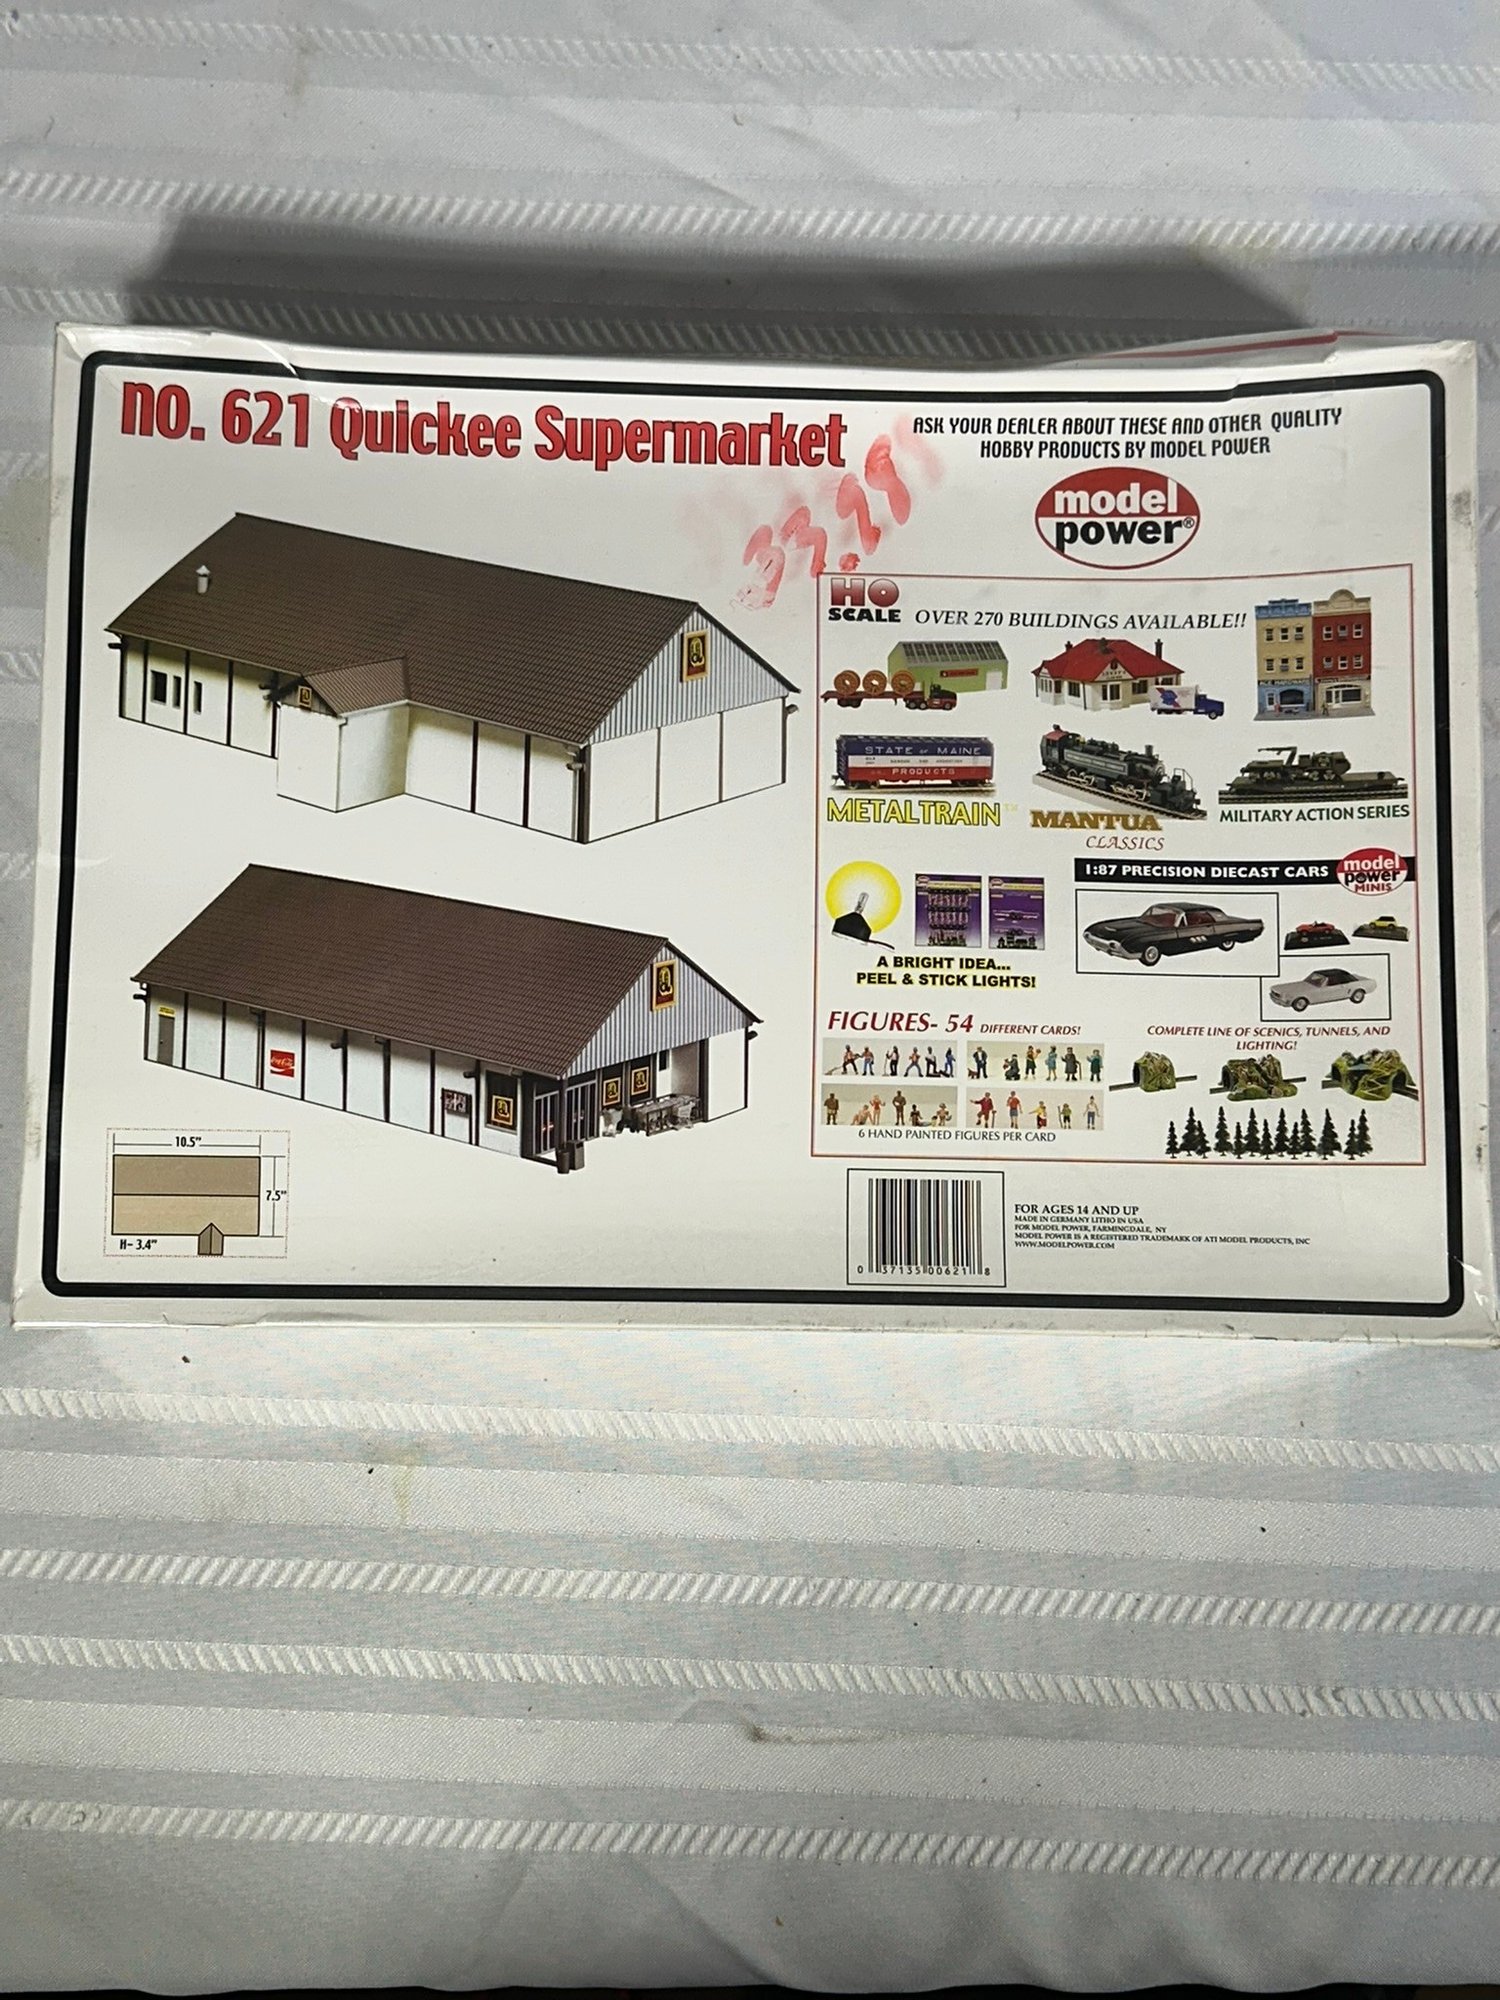 no. 621 Quickee Supermarket
ASK YOUR DEALER ABOUT THESE AND OTHER QUALITY
HOBBY PRODUCTS BY MODEL POWER
model
power®
HO
SCALE
OVER 270 BUILDINGS AVAILABLE!!
STATE OF MAINE
PRODUCTS
METALTRAIN™
MANTUA
CLASSICS
MILITARY ACTION SERIES
1:87 PRECISION DIECAST CARS
model
power
MINIS
A BRIGHT IDEA...
PEEL & STICK LIGHTS!
FIGURES- 54 DIFFERENT CARDS!
6 HAND PAINTED FIGURES PER CARD
COMPLETE LINE OF SCENICS, TUNNELS, AND
LIGHTING!
Coca-Cola
10.5"
7.5"
H- 3.4"
0 37135 00621 8
FOR AGES 14 AND UP
MADE IN GERMANY LITHO IN USA
FOR MODEL POWER, FARMINGDALE, NY
MODEL POWER IS A REGISTERED TRADEMARK OF ATI MODEL PRODUCTS, INC
WWW.MODELPOWER.COM